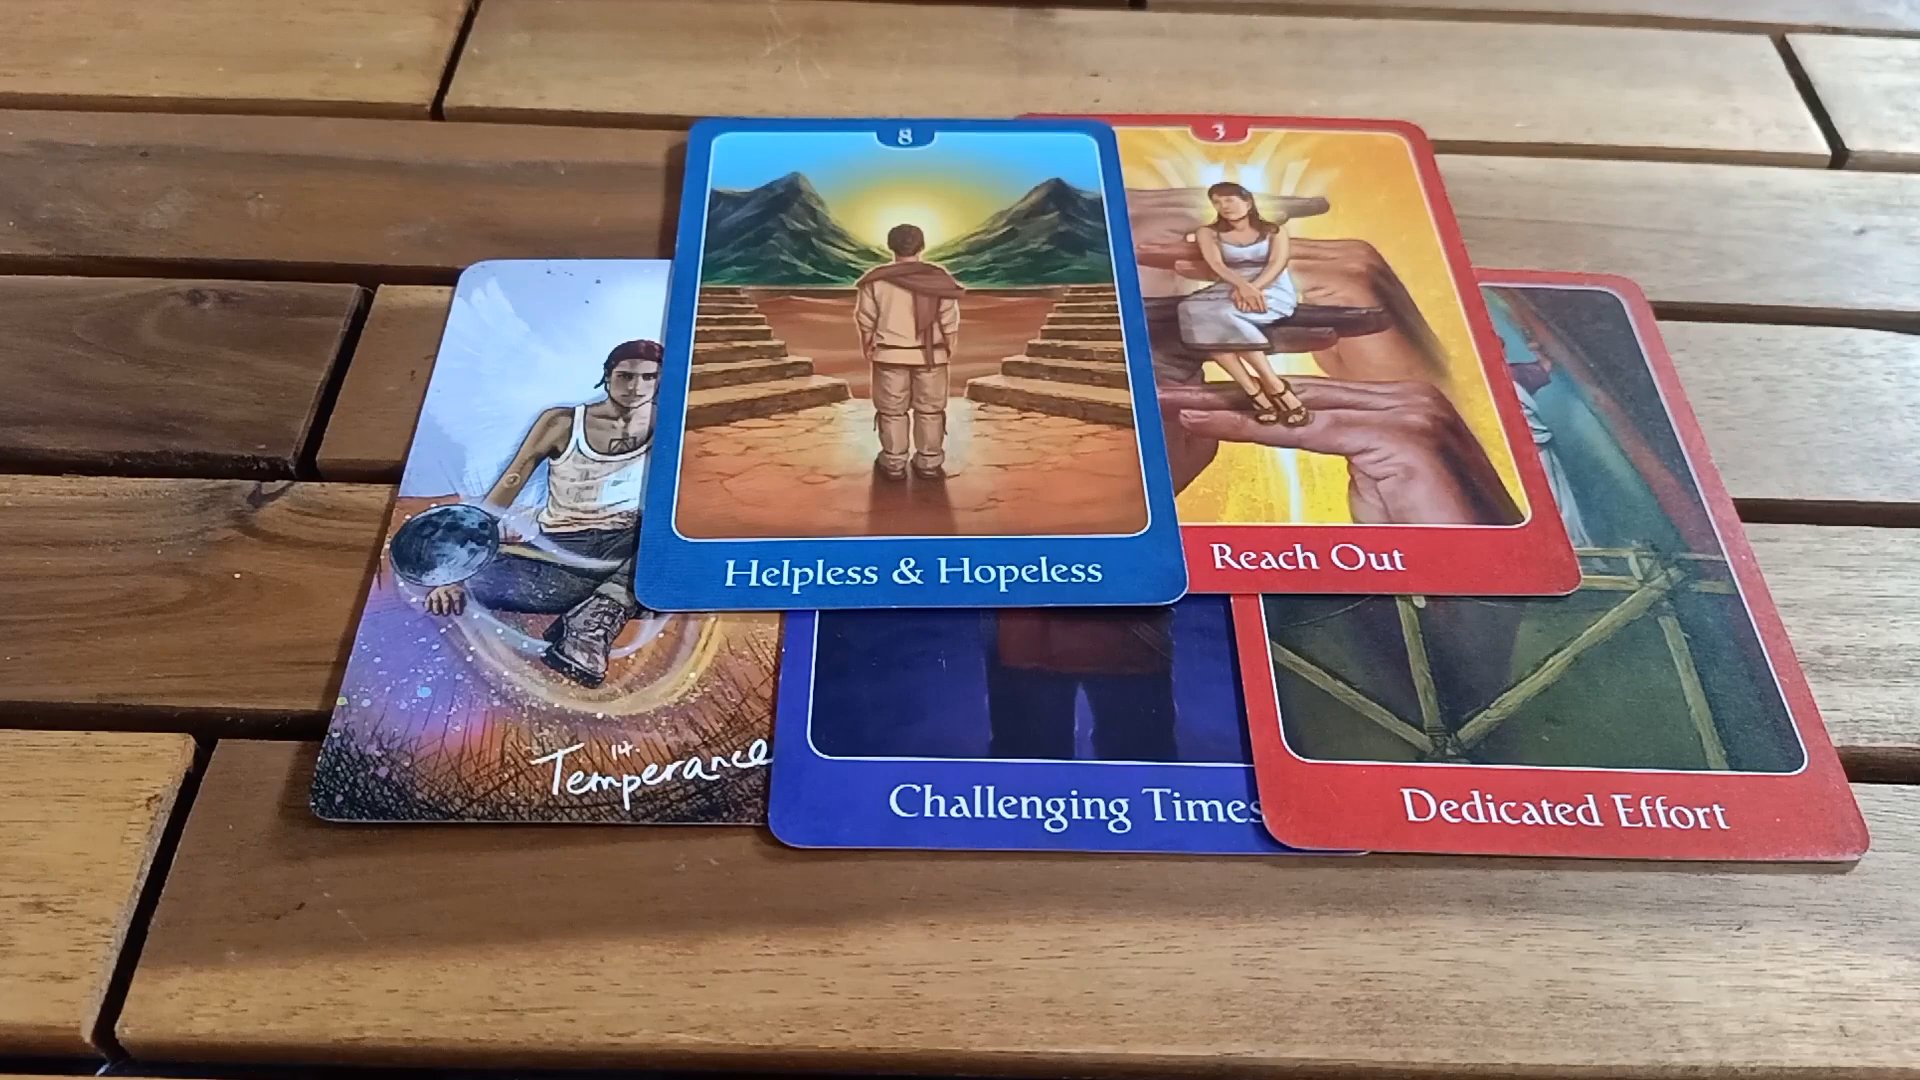 8
Helpless & Hopeless
3
Reach Out
14.
Temperance
Challenging Times
Dedicated Effort